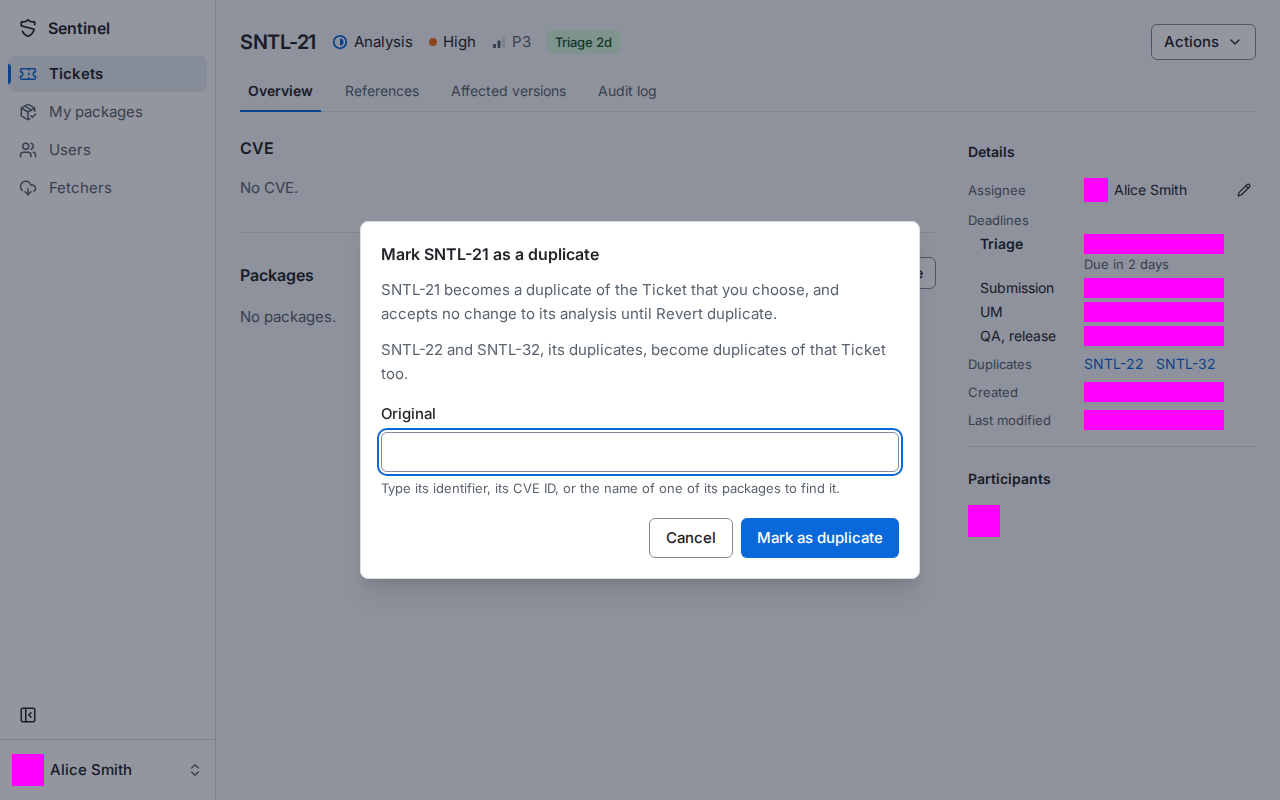 Sentinel
Tickets
My packages
Users
Fetchers
Alice Smith
SNTL-21
Analysis
High
P3
Triage 2d
Actions
Overview
References
Affected versions
Audit log
CVE
No CVE.
Packages
No packages.
Mark SNTL-21 as a duplicate
SNTL-21 becomes a duplicate of the Ticket that you choose, and
accepts no change to its analysis until Revert duplicate.
SNTL-22 and SNTL-32, its duplicates, become duplicates of that Ticket
too.
Original
Type its identifier, its CVE ID, or the name of one of its packages to find it.
Cancel
Mark as duplicate
Details
Assignee
Alice Smith
Deadlines
Triage
Due in 2 days
Submission
UM
QA, release
Duplicates
SNTL-22 SNTL-32
Created
Last modified
Participants